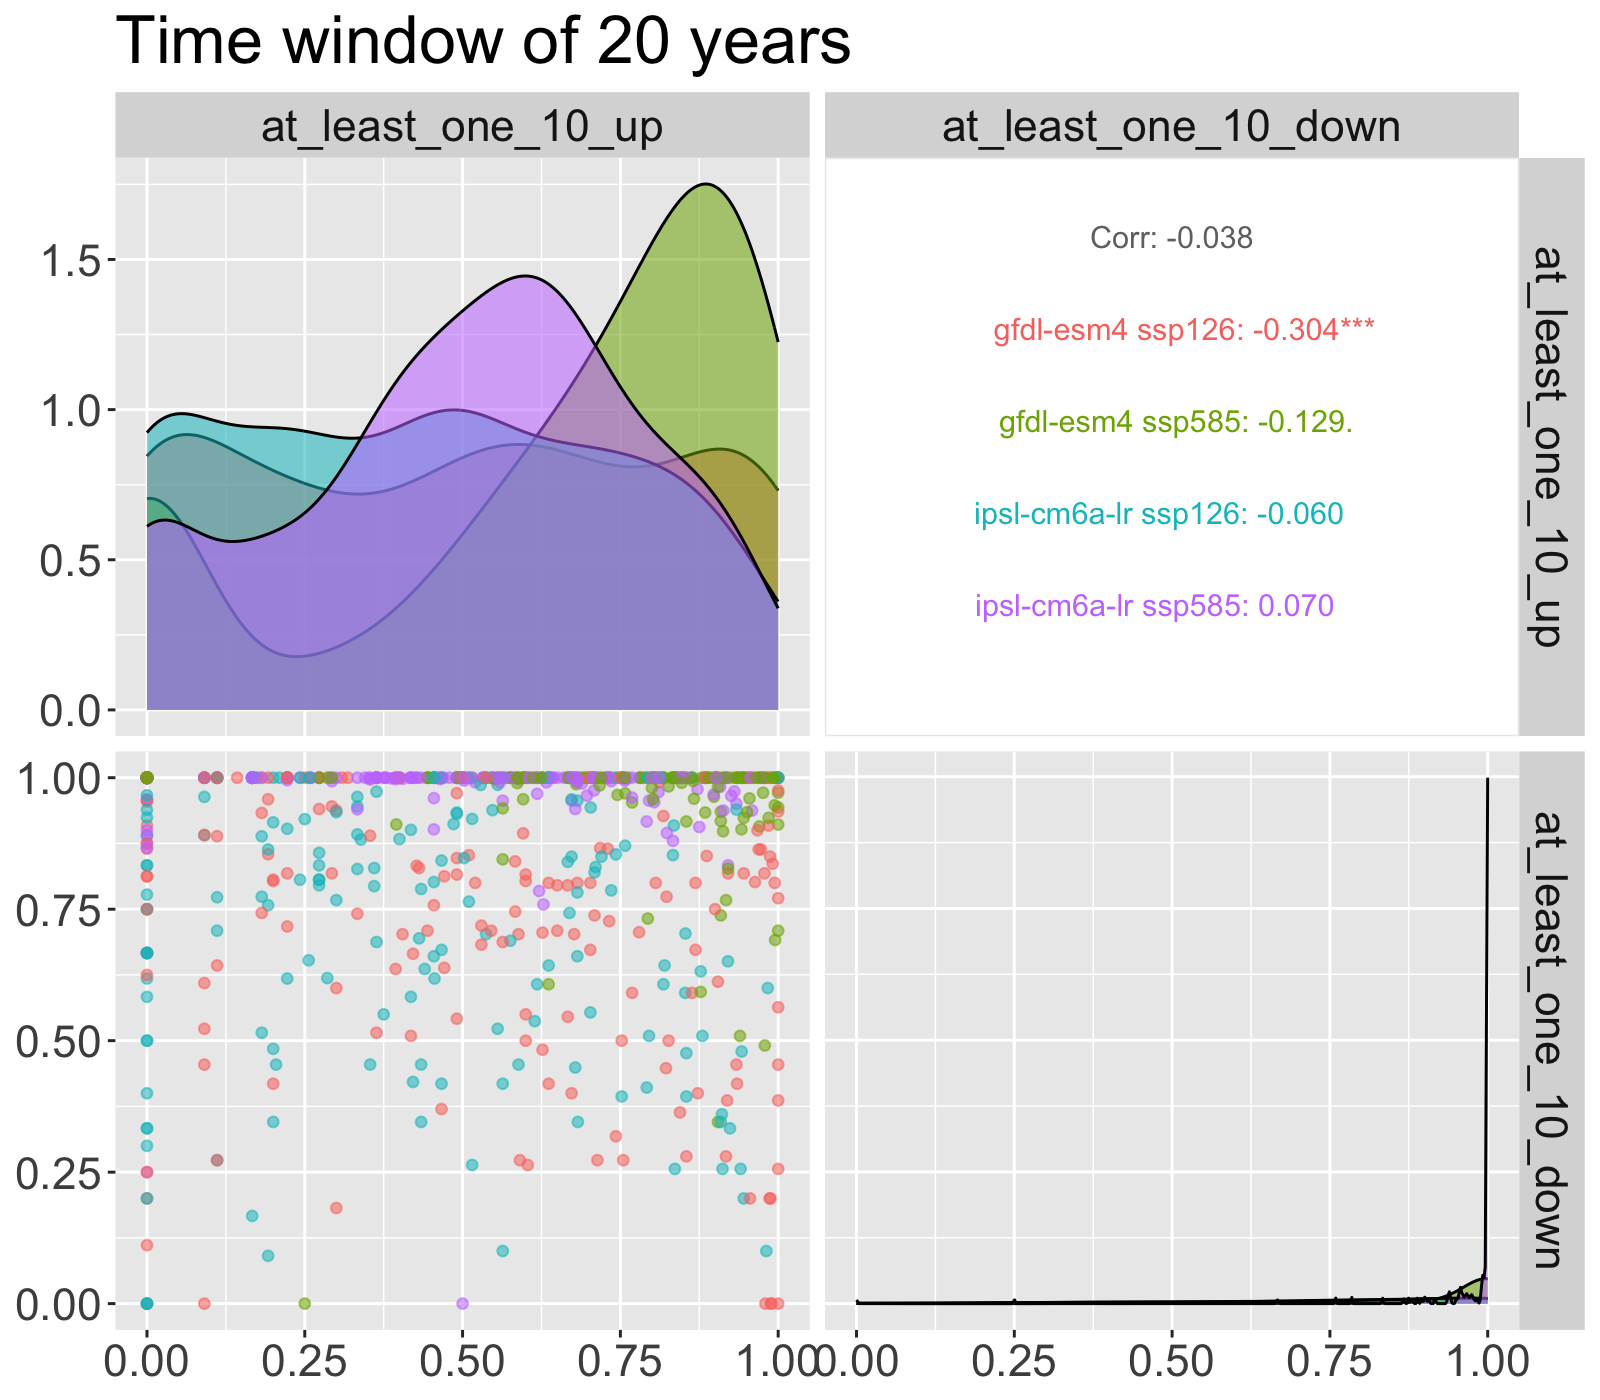 Time window of 20 years
at_least_one_10_up
at_least_one_10_down
1.5
1.0
0.5
0.0
Corr: -0.038
gfdl-esm4 ssp126: -0.304***
gfdl-esm4 ssp585: -0.129.
ipsl-cm6a-lr ssp126: -0.060
ipsl-cm6a-lr ssp585: 0.070
at_least_one_10_up
1.00
0.75
0.50
0.25
0.00
at_least_one_10_down
0.00 0.25 0.50 0.75 1.00
0.00 0.25 0.50 0.75 1.00